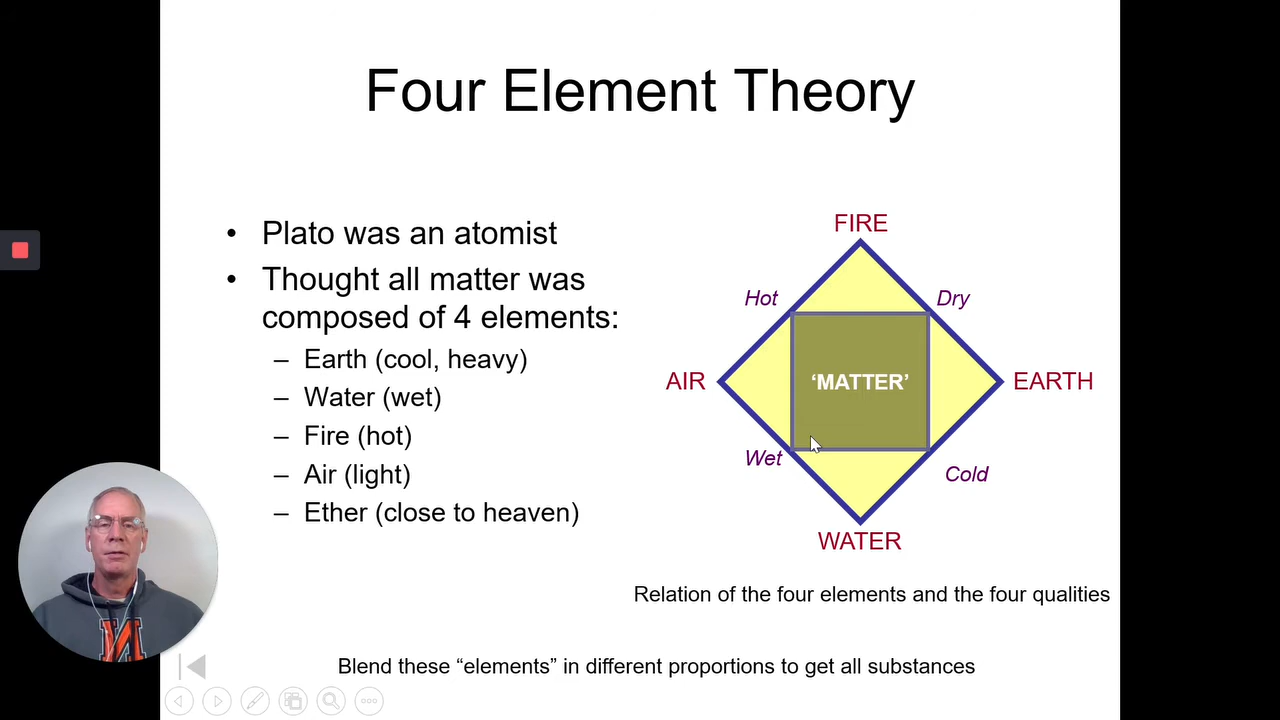 Four Element Theory
• Plato was an atomist
• Thought all matter was
composed of 4 elements:
– Earth (cool, heavy)
– Water (wet)
– Fire (hot)
– Air (light)
– Ether (close to heaven)
FIRE
Hot
Dry
AIR
‘MATTER’
EARTH
Wet
Cold
WATER
Relation of the four elements and the four qualities
Blend these “elements” in different proportions to get all substances